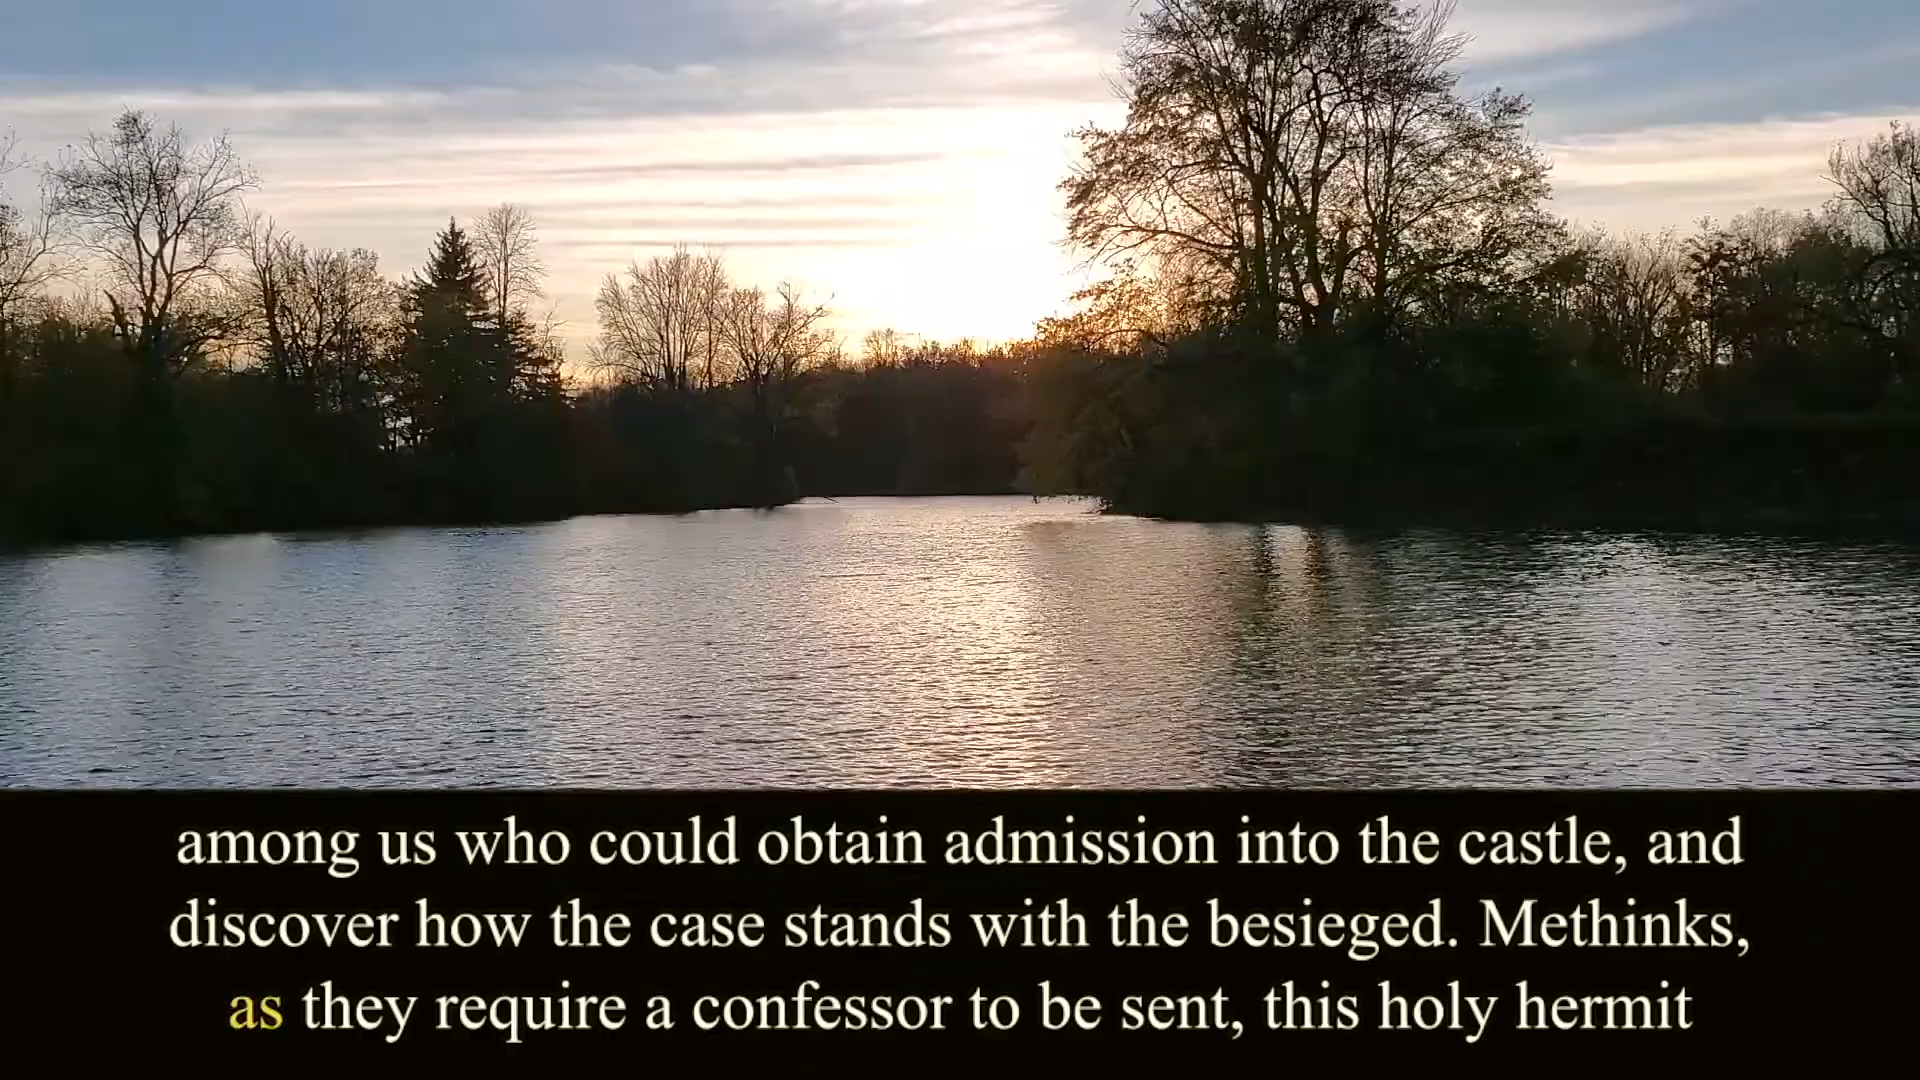 among us who could obtain admission into the castle, and
discover how the case stands with the besieged. Methinks,
as they require a confessor to be sent, this holy hermit